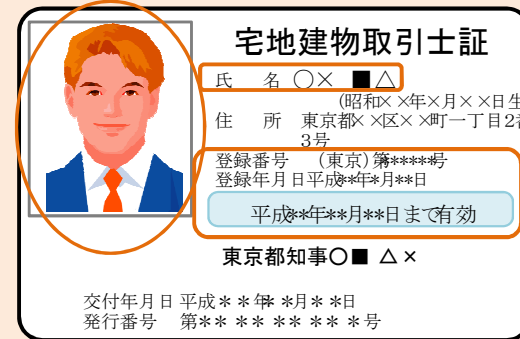 宅地建物取引士証
氏 名 ○× ■△
(昭和××年×月××日生
住 所 東京都××区××町一丁目2番
3号
登録番号 (東京)第*****号
登録年月日平成**年*月**日
平成**年**月**日まで有効
東京都知事○■ △×
交付年月日 平成**年*月**日
発行番号 第** ** ** ***号